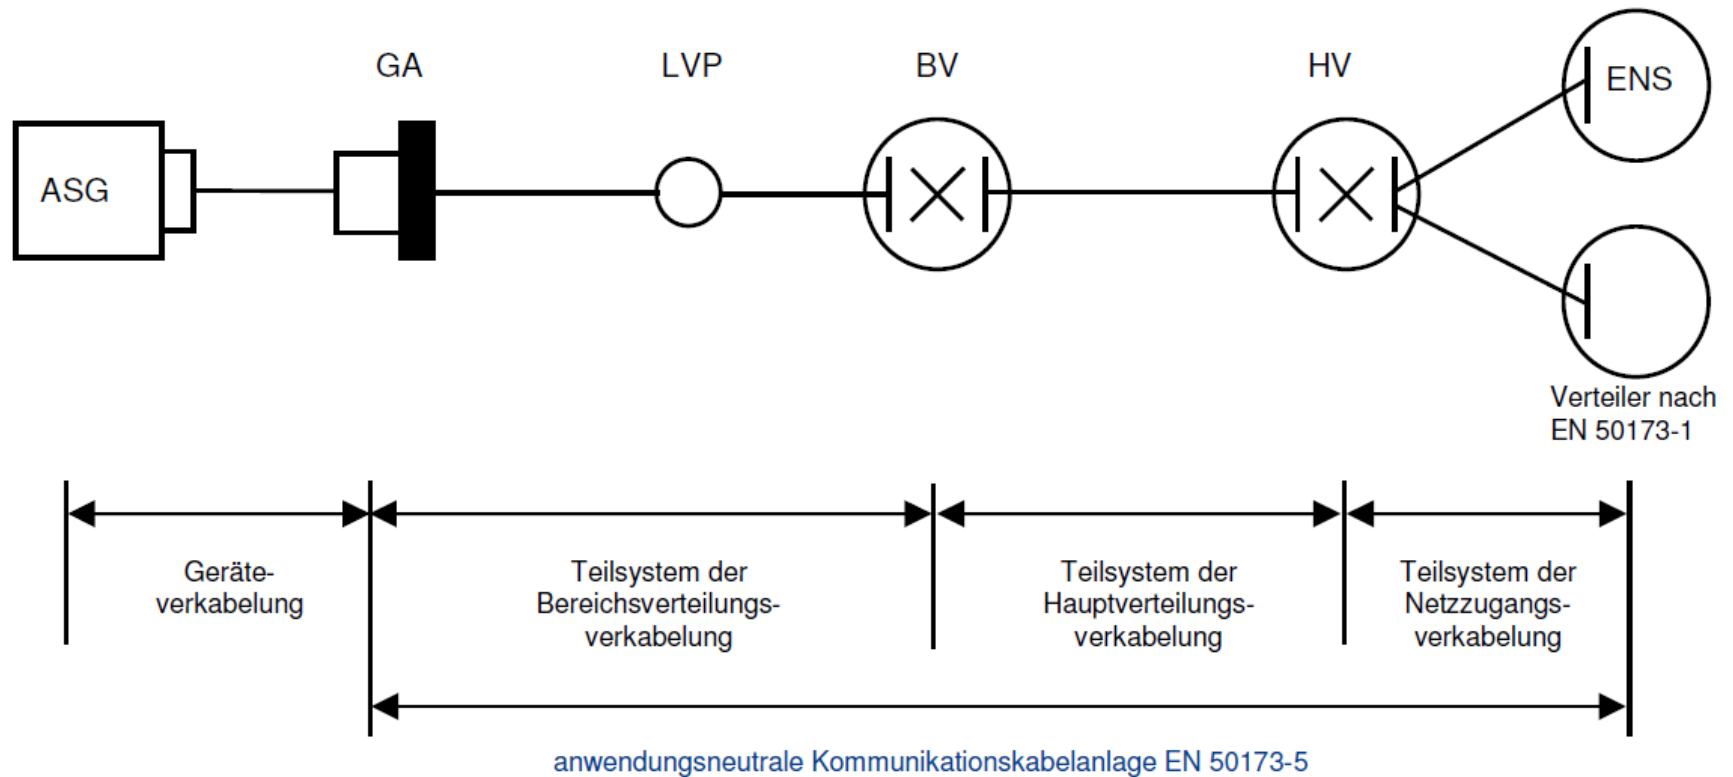 GA
LVP
BV
HV
ENS
ASG
Verteiler nach
EN 50173-1
Geräte-
verkabelung
Teilsystem der
Bereichsverteilungs-
verkabelung
Teilsystem der
Hauptverteilungs-
verkabelung
Teilsystem der
Netzzugangs-
verkabelung
anwendungsneutrale Kommunikationskabelanlage EN 50173-5